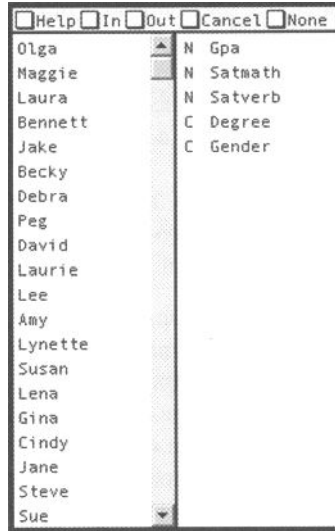 Help In Out Cancel None
Olga
Maggie
Laura
Bennett
Jake
Becky
Debra
Peg
David
Laurie
Lee
Amy
Lynette
Susan
Lena
Gina
Cindy
Jane
Steve
Sue
N Gpa
N Satmath
N Satverb
C Degree
C Gender